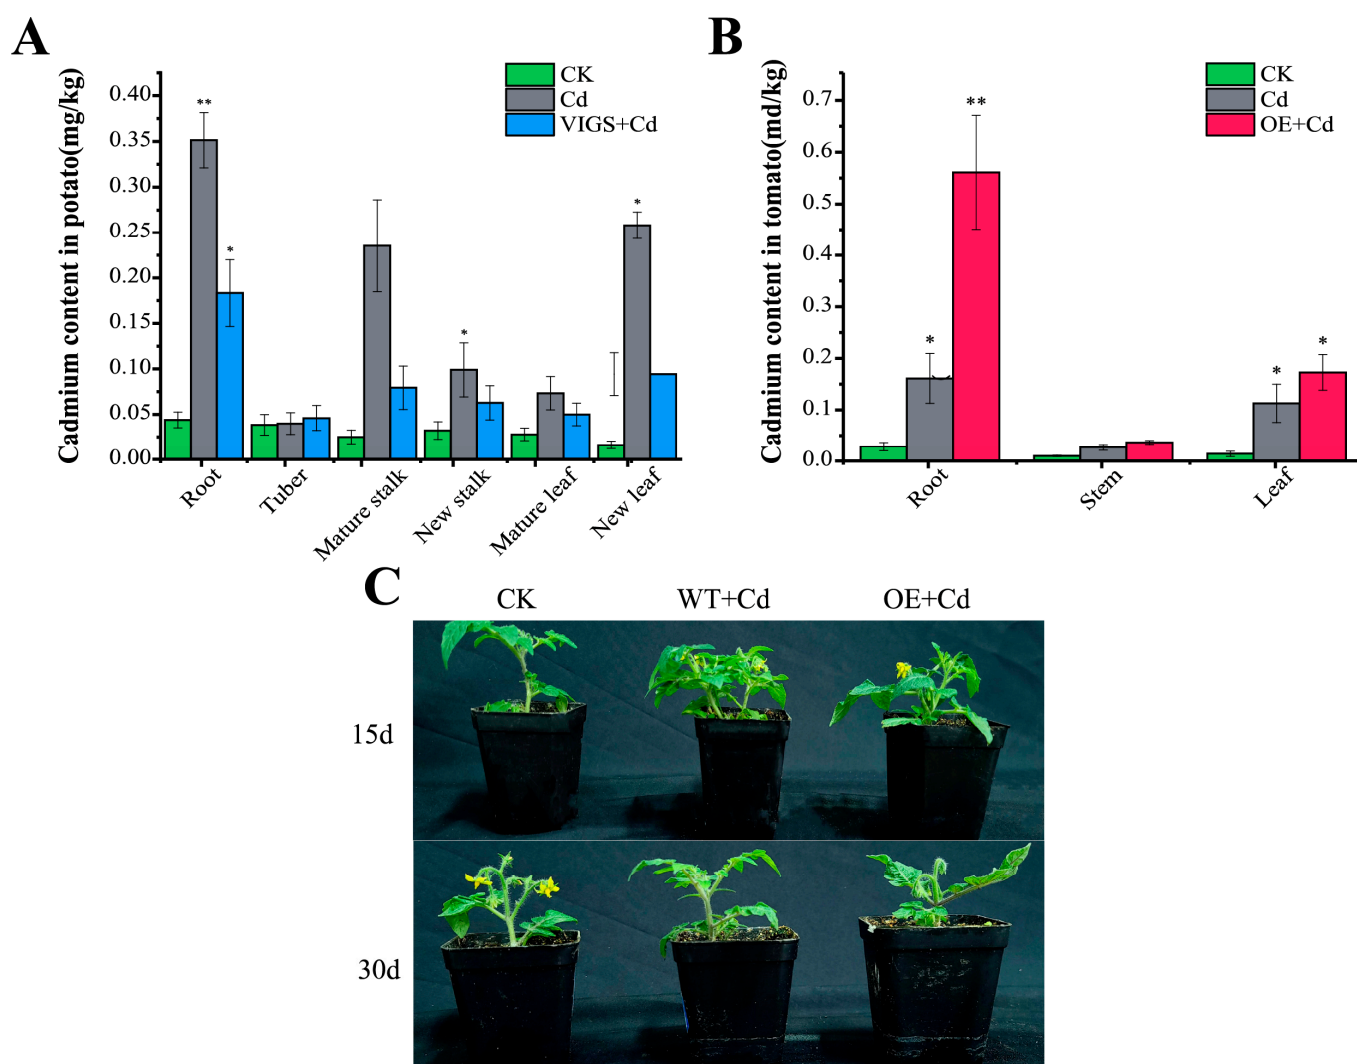 A
Cadmium content in potato(mg/kg)
0.40
0.35
0.30
0.25
0.20
0.15
0.10
0.05
0.00
CK
Cd
VIGS+Cd
**
*
*
*
Root
Tuber
Mature stalk
New stalk
Mature leaf
New leaf
B
Cadmium content in tomato(md/kg)
0.7
0.6
0.5
0.4
0.3
0.2
0.1
0.0
CK
Cd
OE+Cd
*
**
*
*
Root
Stem
Leaf
C
CK WT+Cd OE+Cd
15d
30d